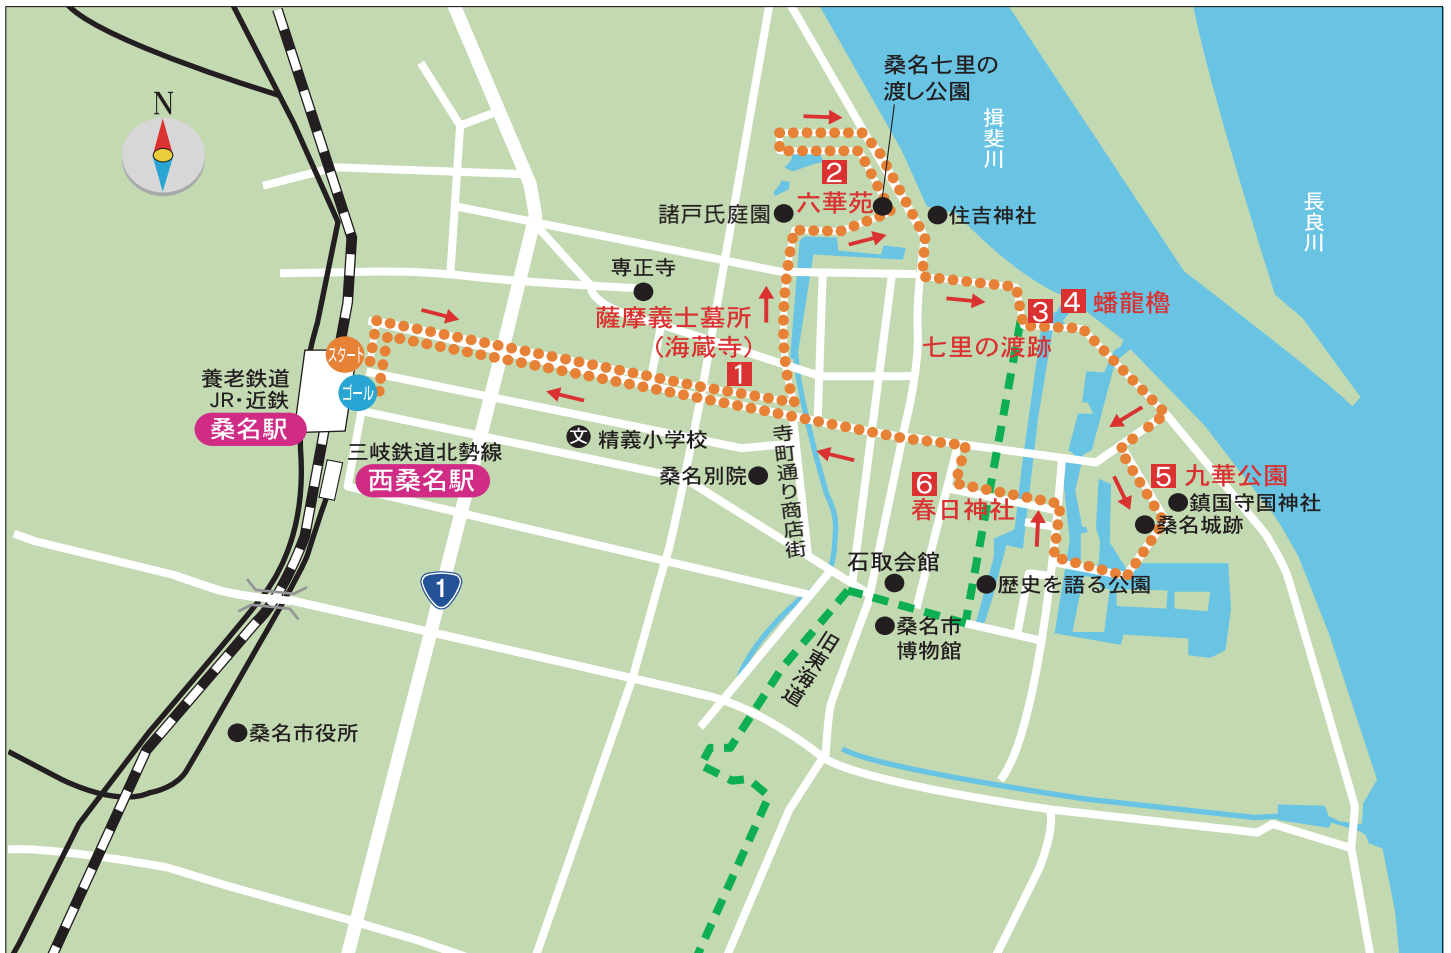 N
桑名七里の
渡し公園
揖斐川
長良川
2
六華苑
諸戸氏庭園
住吉神社
専正寺
薩摩義士墓所
(海蔵寺)
1
3
4
蟠龍櫓
七里の渡跡
スタート
ゴール
養老鉄道
JR・近鉄
桑名駅
三岐鉄道北勢線
西桑名駅
文
精義小学校
桑名別院
寺町通り商店街
5
九華公園
鎮国守国神社
桑名城跡
6
春日神社
石取会館
歴史を語る公園
桑名市
博物館
旧東海道
1
桑名市役所